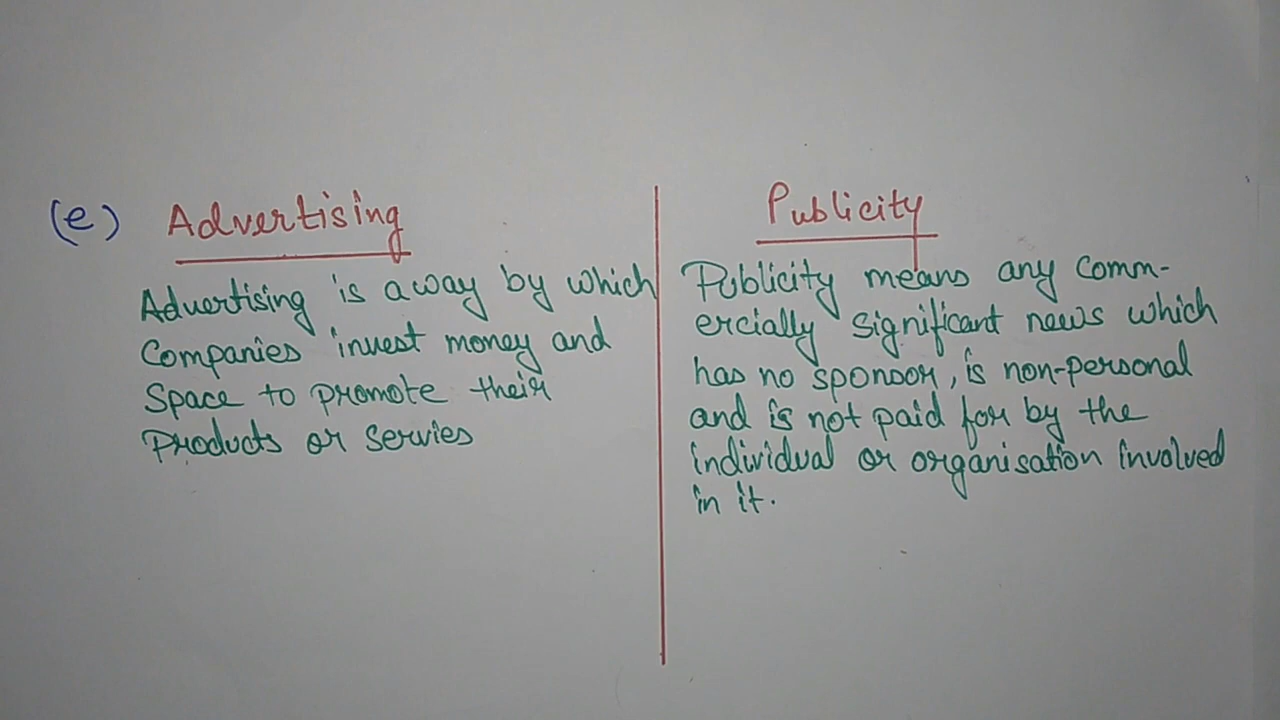 (e) Advertising
Advertising is a way by which
Companies invest money and
Space to promote their
Products or servies
Publicity
Publicity means any comm-
ercially significant news which
has no sponsor, is non-personal
and is not paid for by the
individual or organisation involved
in it.